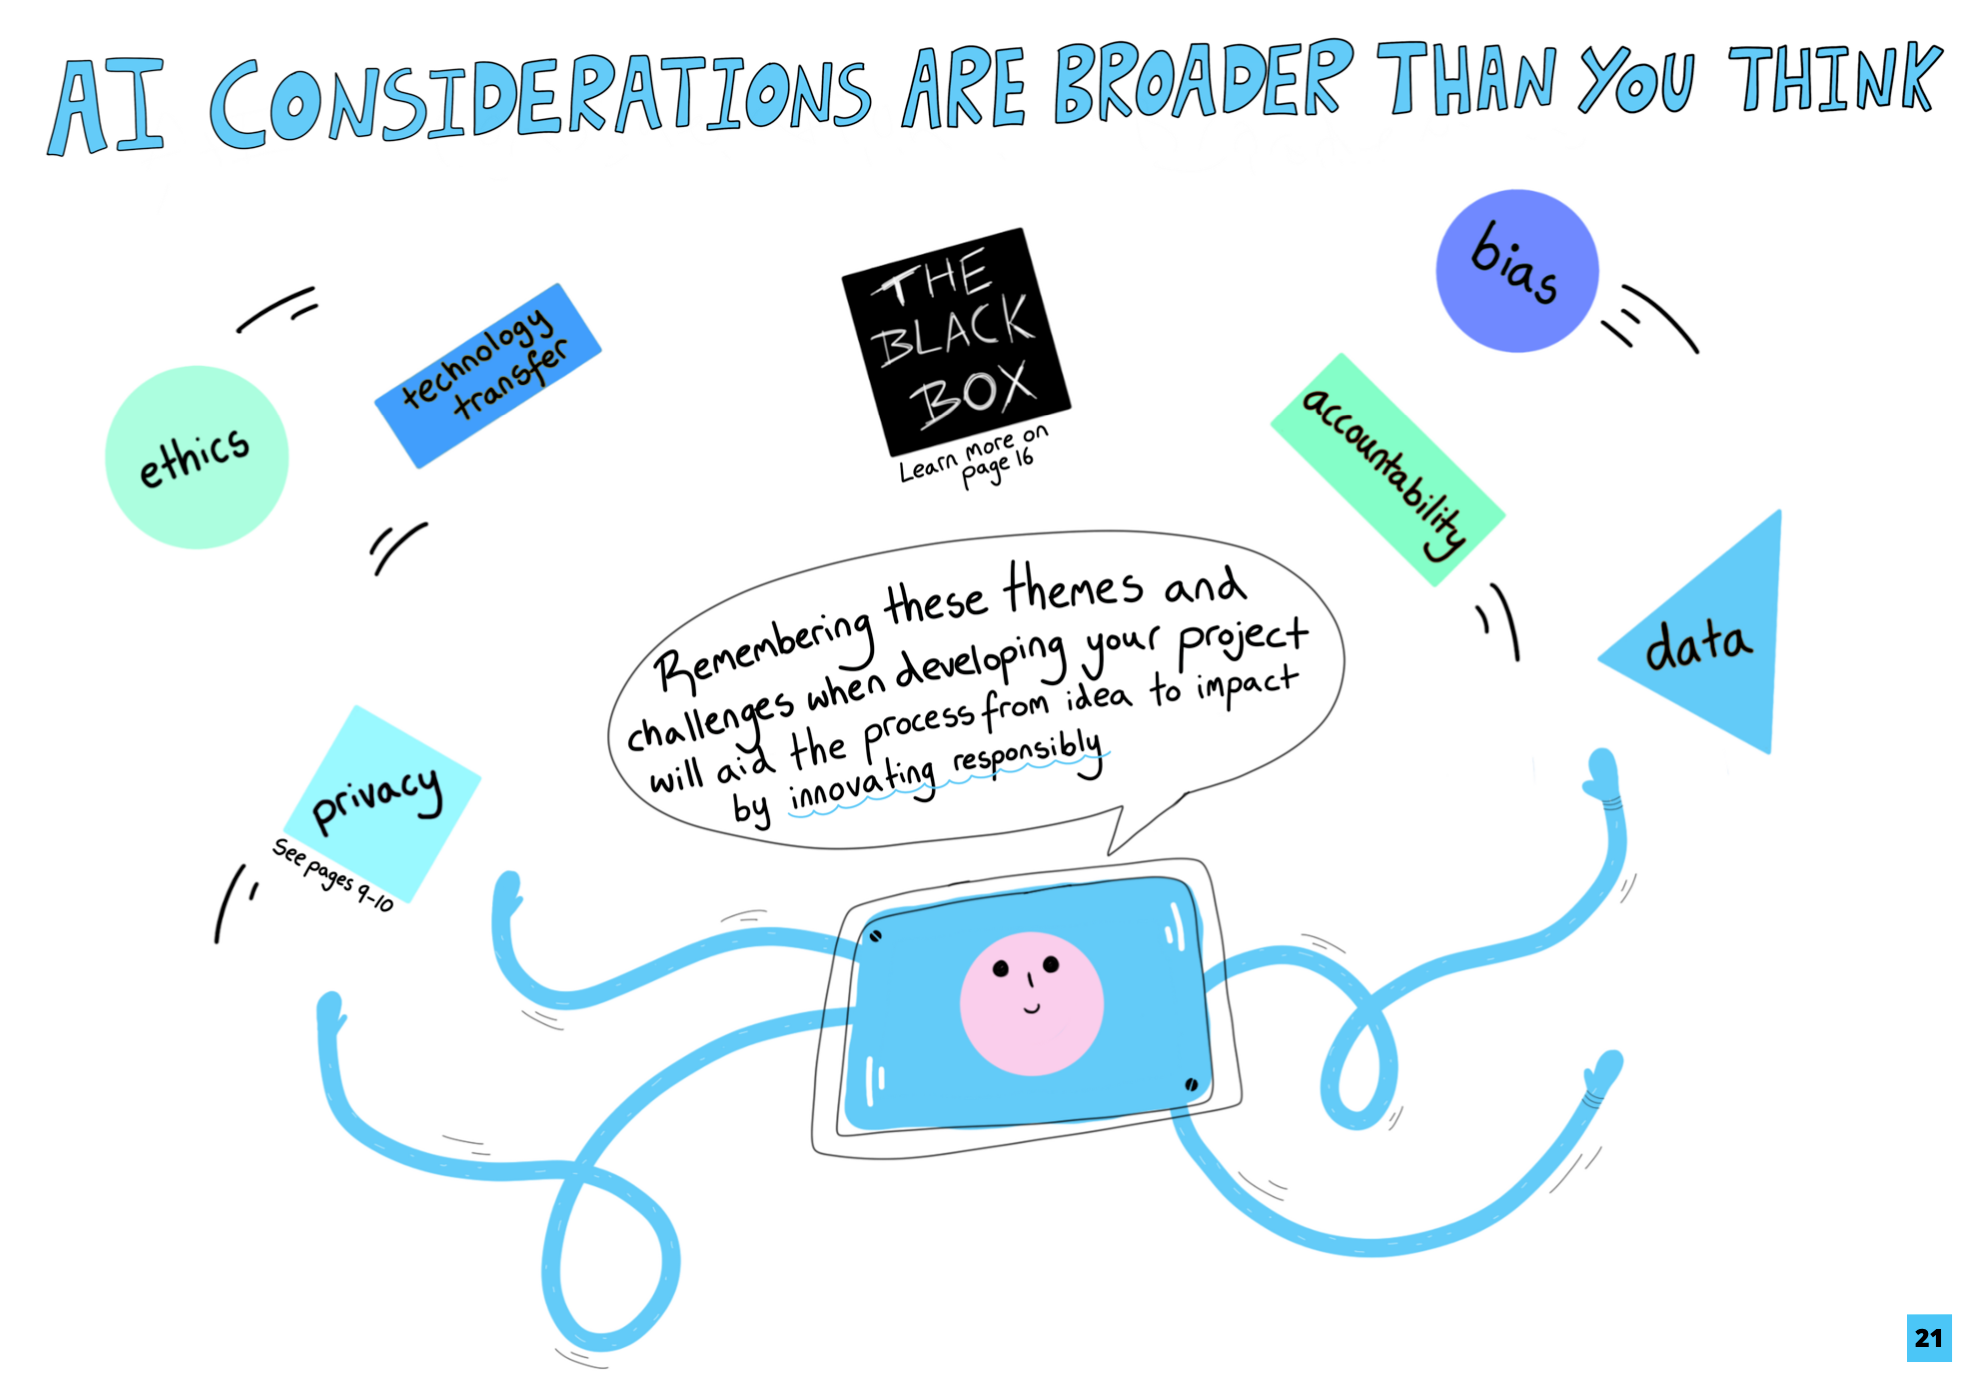 AI CONSIDERATIONS ARE BROADER THAN YOU THINK
ethics
technology
transfer
THE
BLACK
BOX
Learn more on
page 16
bias
accountability
data
privacy
See pages 9-10
Remembering these themes and
challenges when developing your project
will aid the process from idea to impact
by innovating responsibly
21